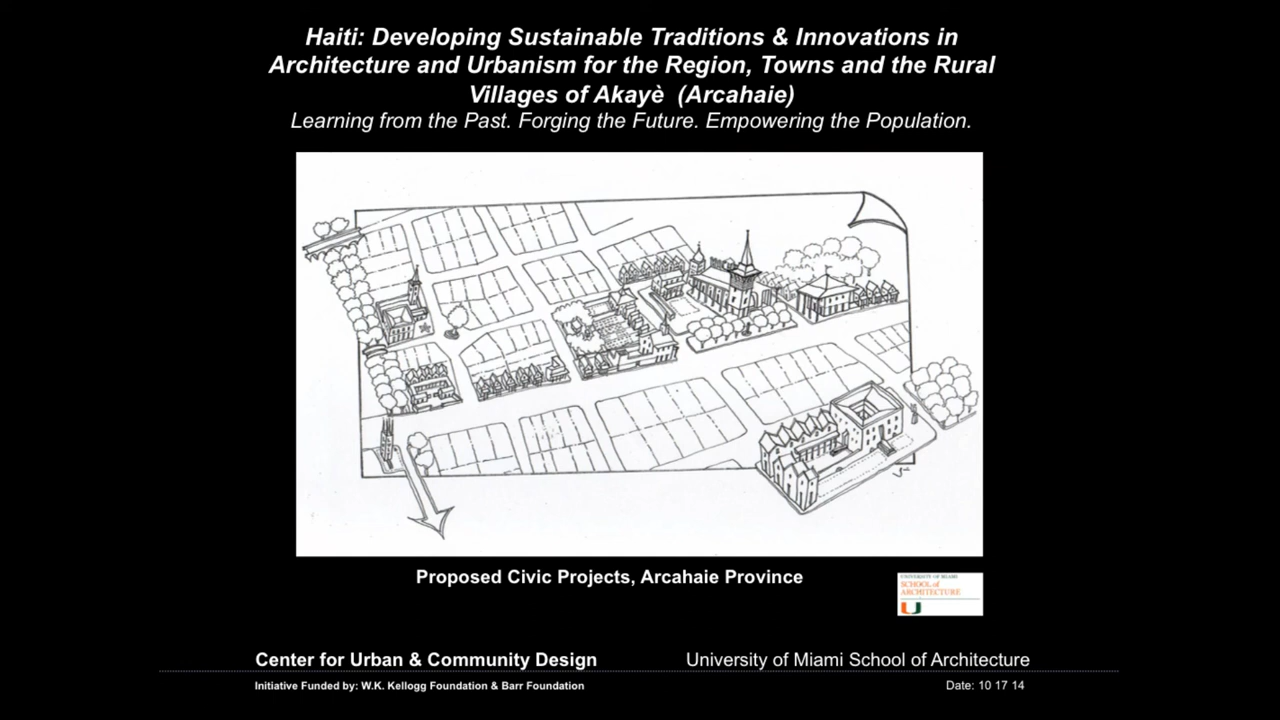 Haiti: Developing Sustainable Traditions & Innovations in
Architecture and Urbanism for the Region, Towns and the Rural
Villages of Akayè (Arcahaie)
Learning from the Past. Forging the Future. Empowering the Population.
Proposed Civic Projects, Arcahaie Province
UNIVERSITY OF MIAMI
SCHOOL of
ARCHITECTURE
U
Center for Urban & Community Design
University of Miami School of Architecture
Initiative Funded by: W.K. Kellogg Foundation & Barr Foundation
Date: 10 17 14